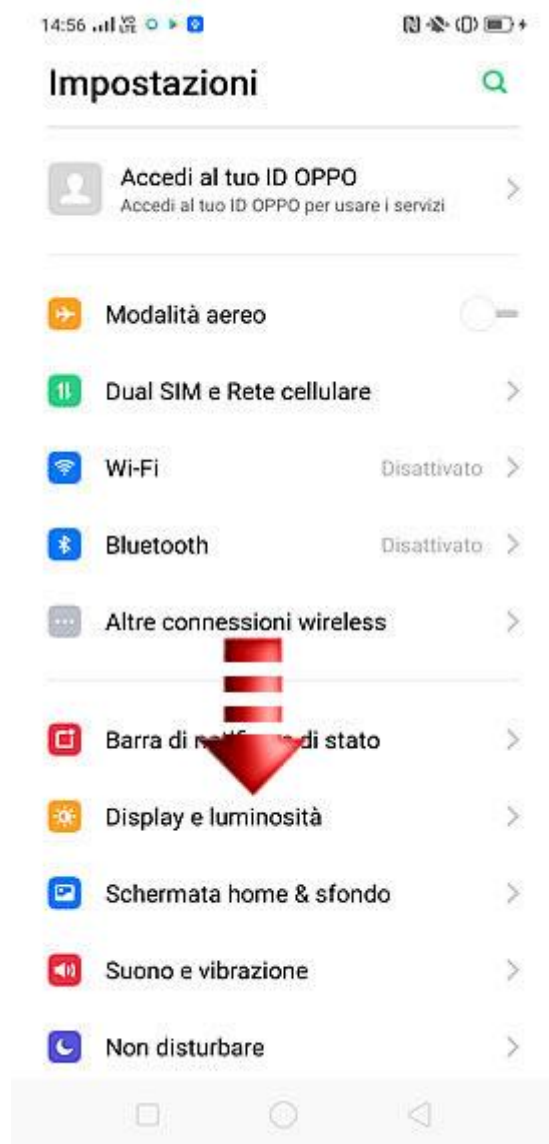 14:56
Impostazioni
Accedi al tuo ID OPPO
Accedi al tuo ID OPPO per usare i servizi
Modalità aereo
Dual SIM e Rete cellulare
Wi-Fi Disattivato
Bluetooth Disattivato
Altre connessioni wireless
Barra di di stato
Display e luminosità
Schermata home & sfondo
Suono e vibrazione
Non disturbare